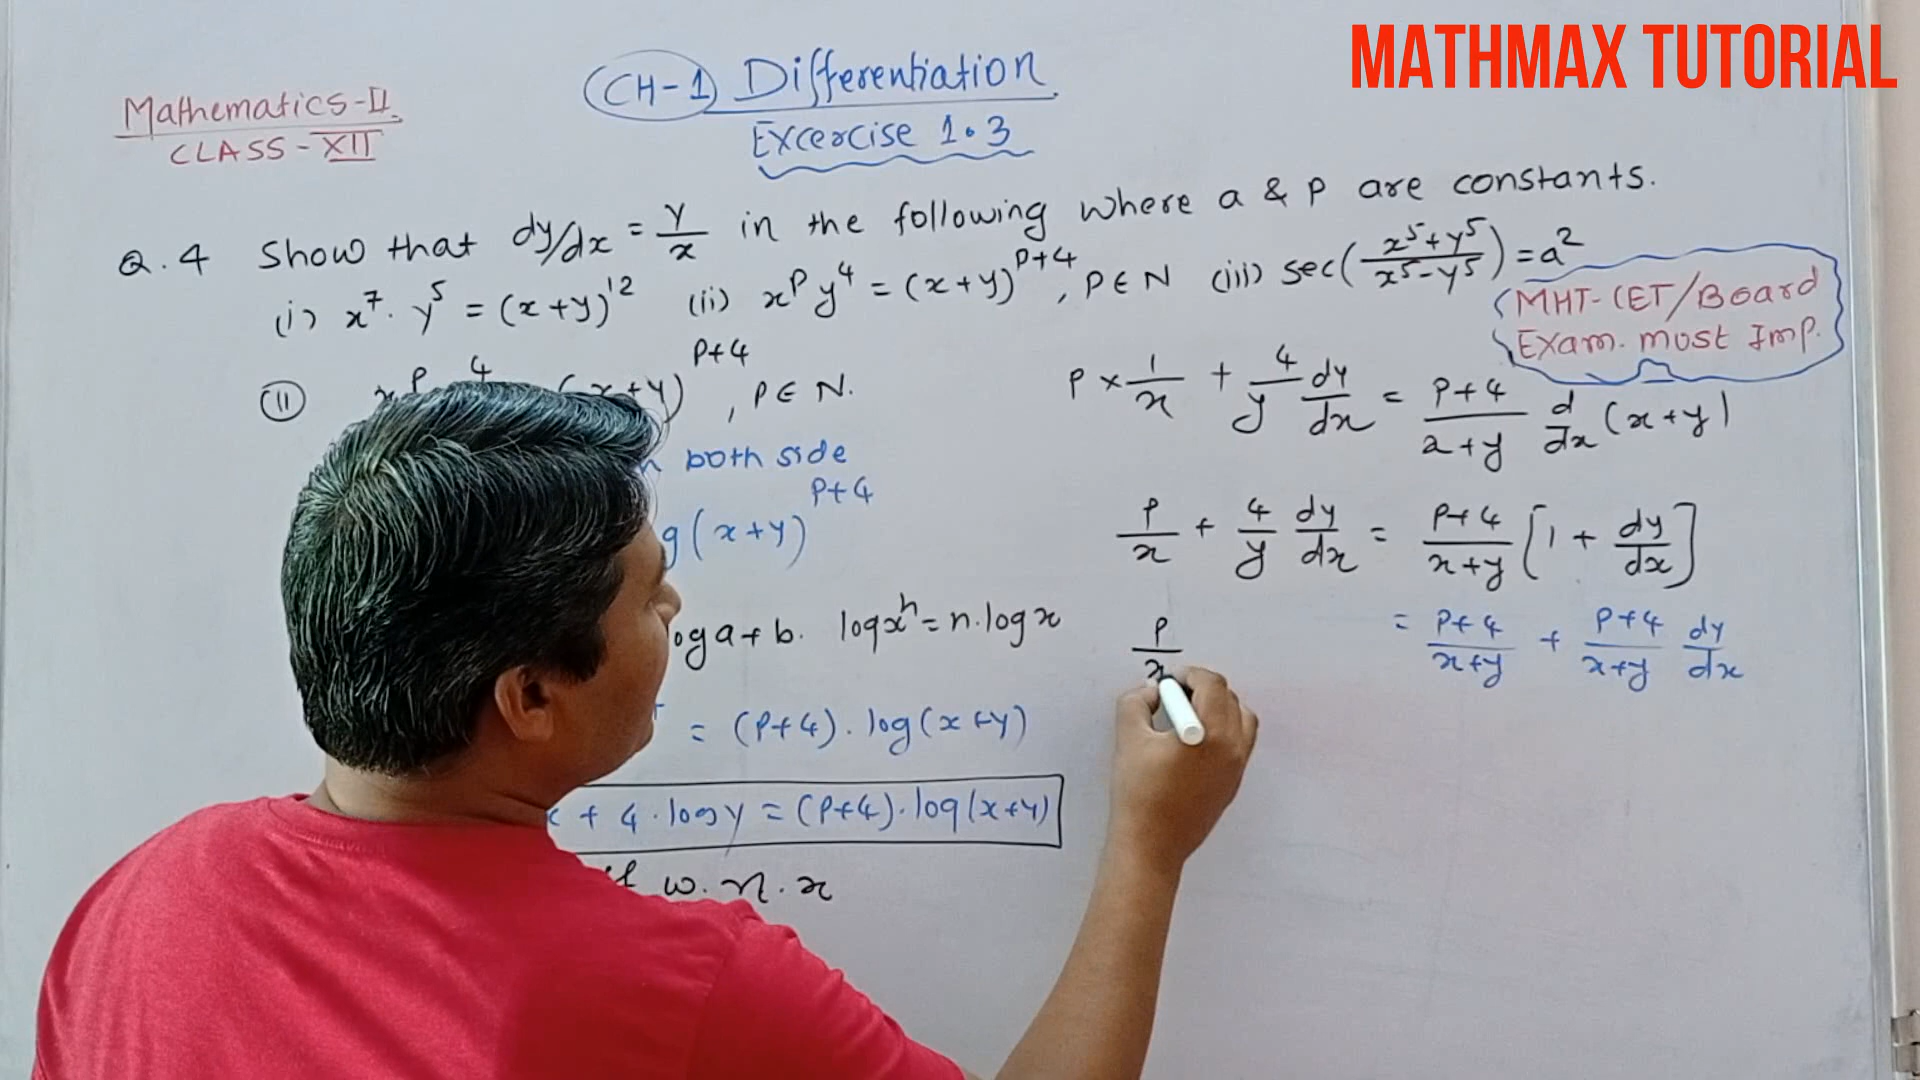 MATHMAX TUTORIAL
Mathematics-II.
CLASS - XII
CH-1 Differentiation
Excercise 1.3
Q.4 Show that dy/dx = y/x in the following where a & p are constants.
(i) x^7 · y^5 = (x+y)^12 (ii) x^p y^4 = (x+y)^(p+4), p ∈ N (iii) sec((x^5+y^5)/(x^5-y^5)) = a^2
MHT-CET/Board
Exam. most Imp.
(ii) x^p 4 (x+y)^(p+4), p ∈ N.
both side
g(x+y)^(p+4)
log a + b. log x^n = n·log x
= (p+4)·log(x+y)
+ 4·log y = (p+4)·log(x+y)
w.r.x
p × 1/x + 4/y dy/dx = (p+4)/(x+y) d/dx (x+y)
p/x + 4/y dy/dx = (p+4)/(x+y) [1 + dy/dx]
p/x = (p+4)/(x+y) + (p+4)/(x+y) dy/dx